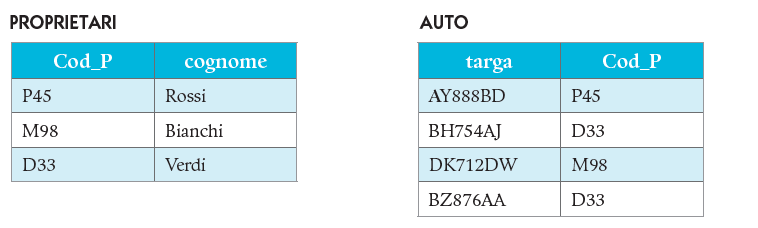 PROPRIETARI
Cod_P cognome
P45 Rossi
M98 Bianchi
D33 Verdi
AUTO
targa Cod_P
AY888BD P45
BH754AJ D33
DK712DW M98
BZ876AA D33